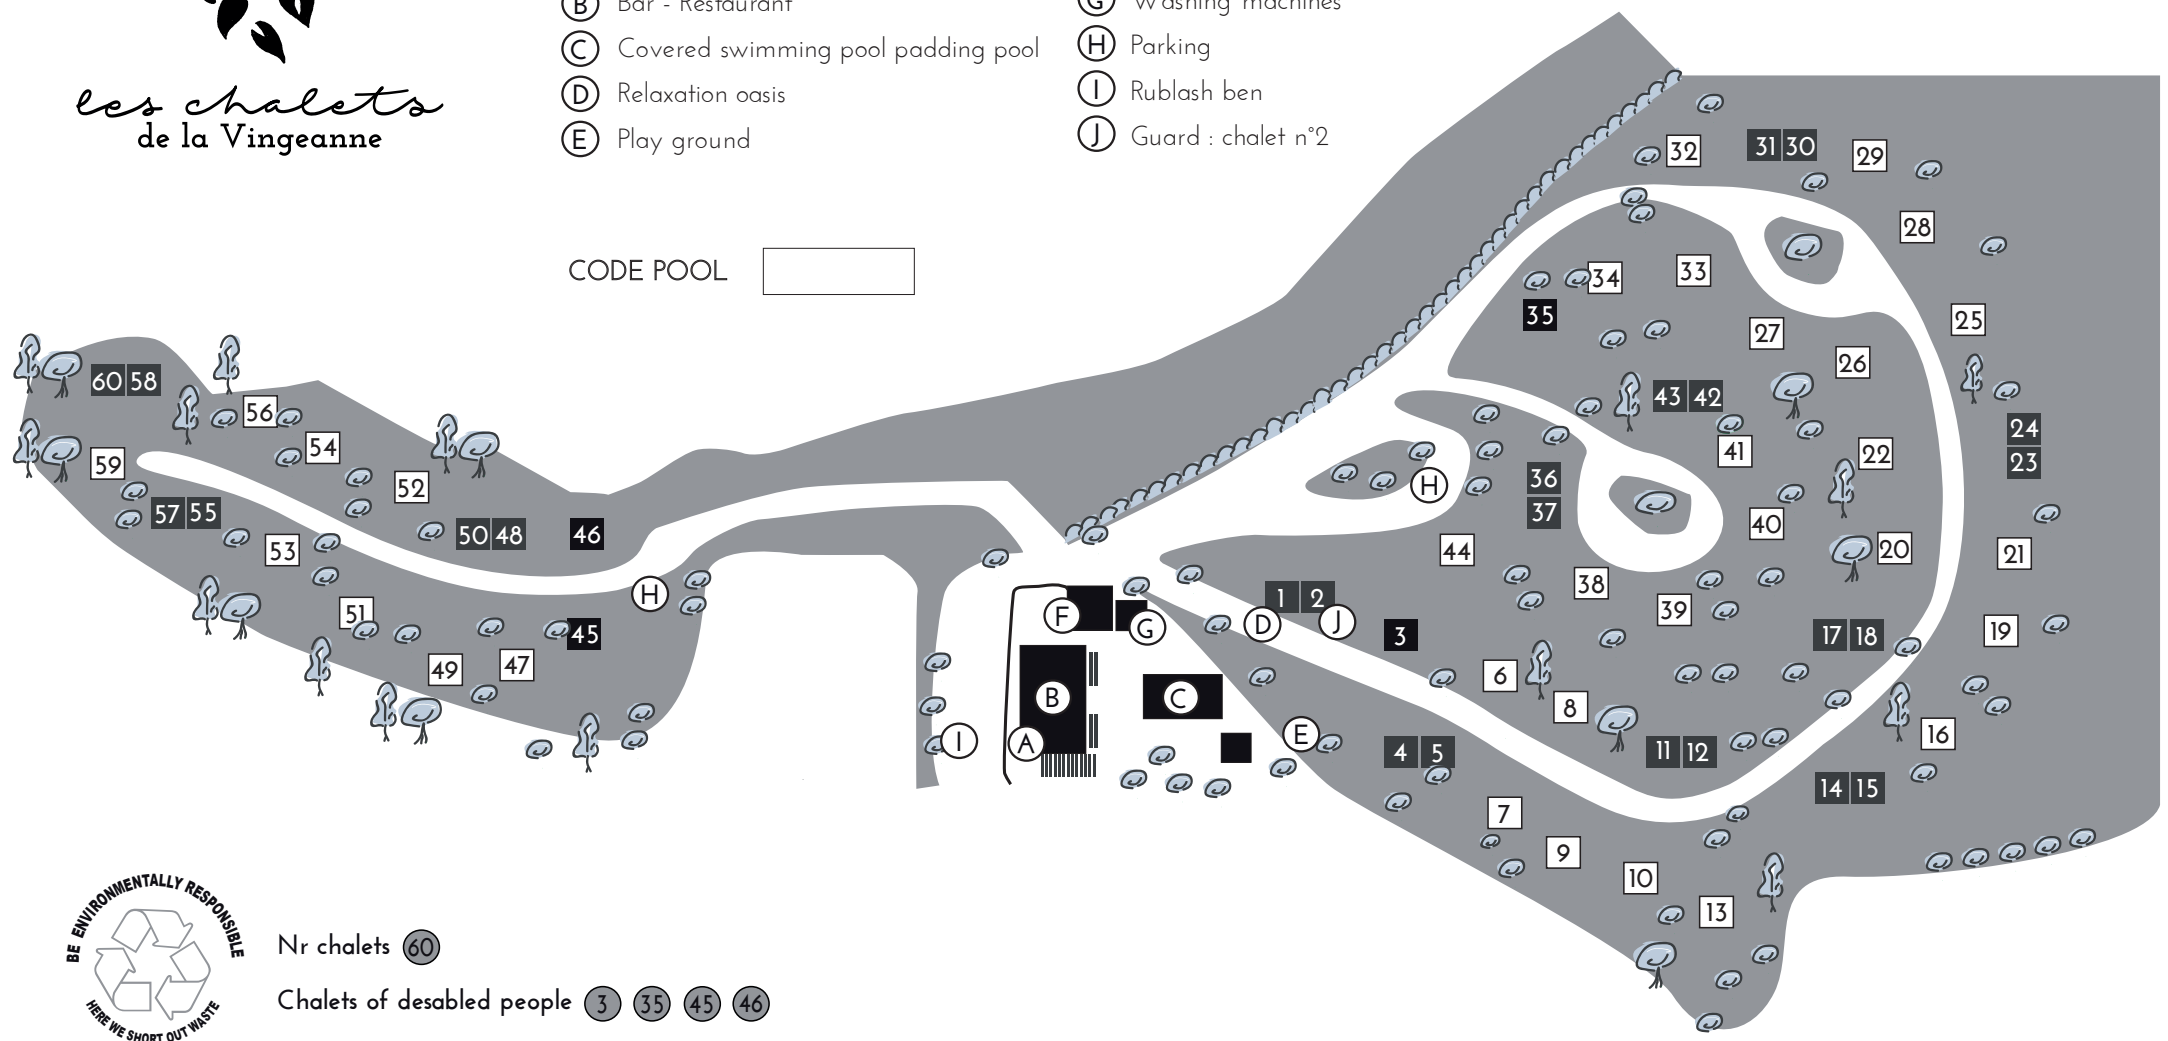 B Bar - Restaurant
G Washing machines
C Covered swimming pool padding pool
H Parking
D Relaxation oasis
I Rublash ben
E Play ground
J Guard : chalet n°2
les chalets
de la Vingeanne
CODE POOL
32
31 30
29
28
34
33
35
27
25
26
60 58
56
43 42
54
41
22
24
23
59
52
36
37
57 55
50 48
46
H
40
53
44
20
21
38
H
1 2
39
51
F
G
D
J
3
45
17 18
19
49
47
6
B
C
8
I
A
E
4 5
11 12
16
14 15
7
9
10
13
BE ENVIRONMENTALLY RESPONSIBLE
HERE WE SHORT OUT WASTE
Nr chalets 60
Chalets of desabled people 3 35 45 46